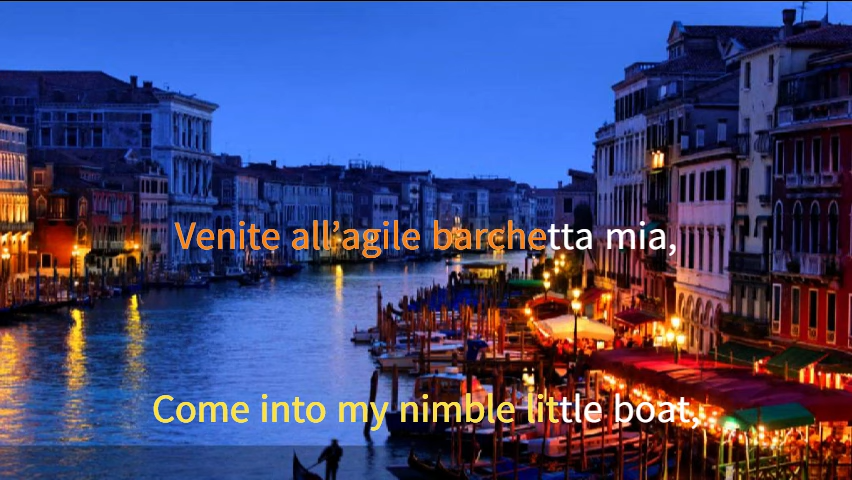 Venite all’agile barchetta mia,
Come into my nimble little boat,